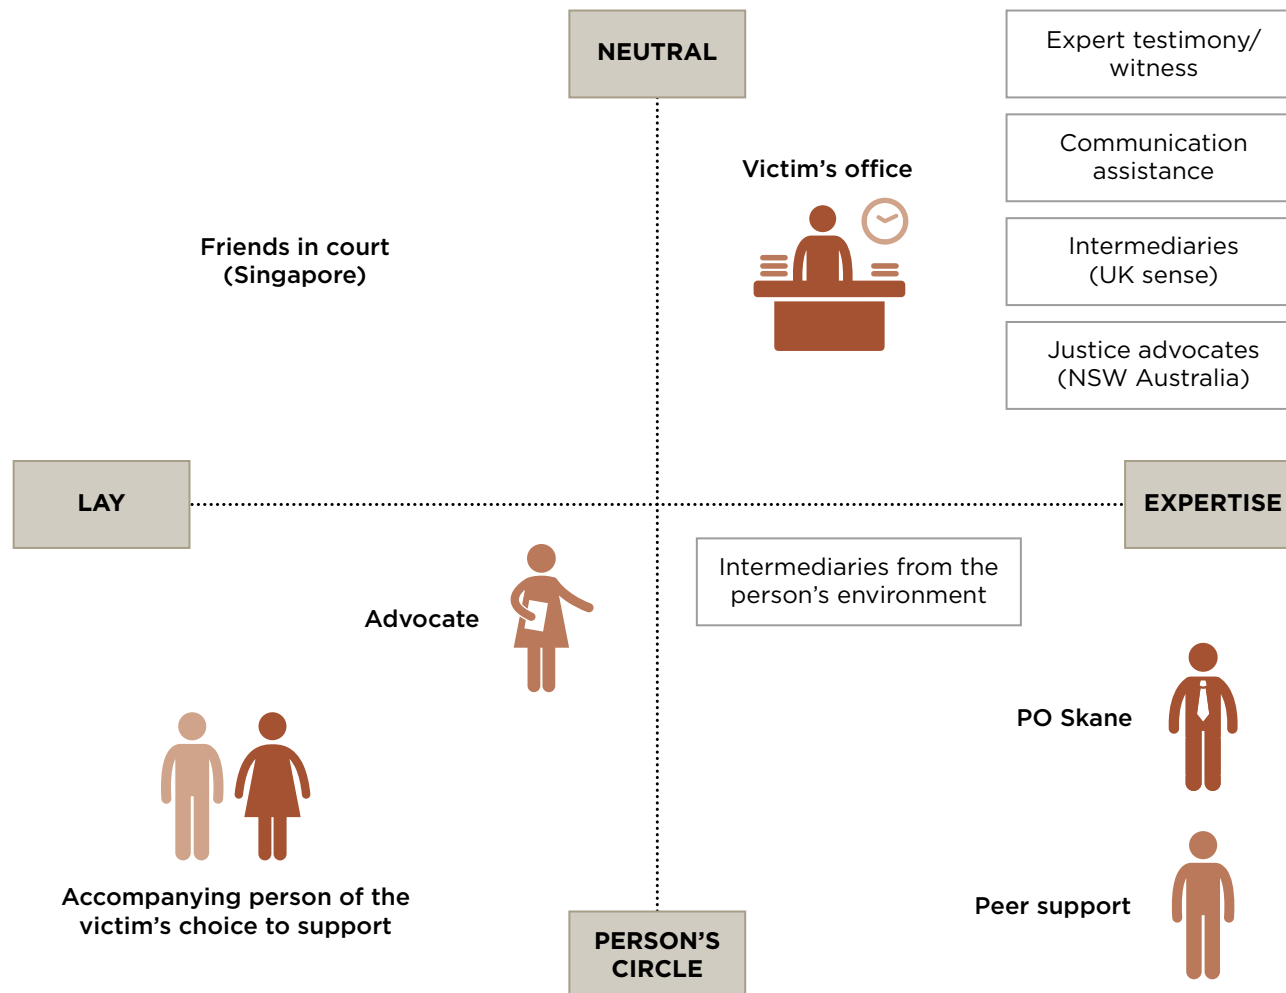 NEUTRAL
Expert testimony/
witness
Communication
assistance
Victim’s office
Intermediaries
(UK sense)
Friends in court
(Singapore)
Justice advocates
(NSW Australia)
LAY
EXPERTISE
Intermediaries from the
person’s environment
Advocate
PO Skane
Accompanying person of the
victim’s choice to support
Peer support
PERSON’S
CIRCLE